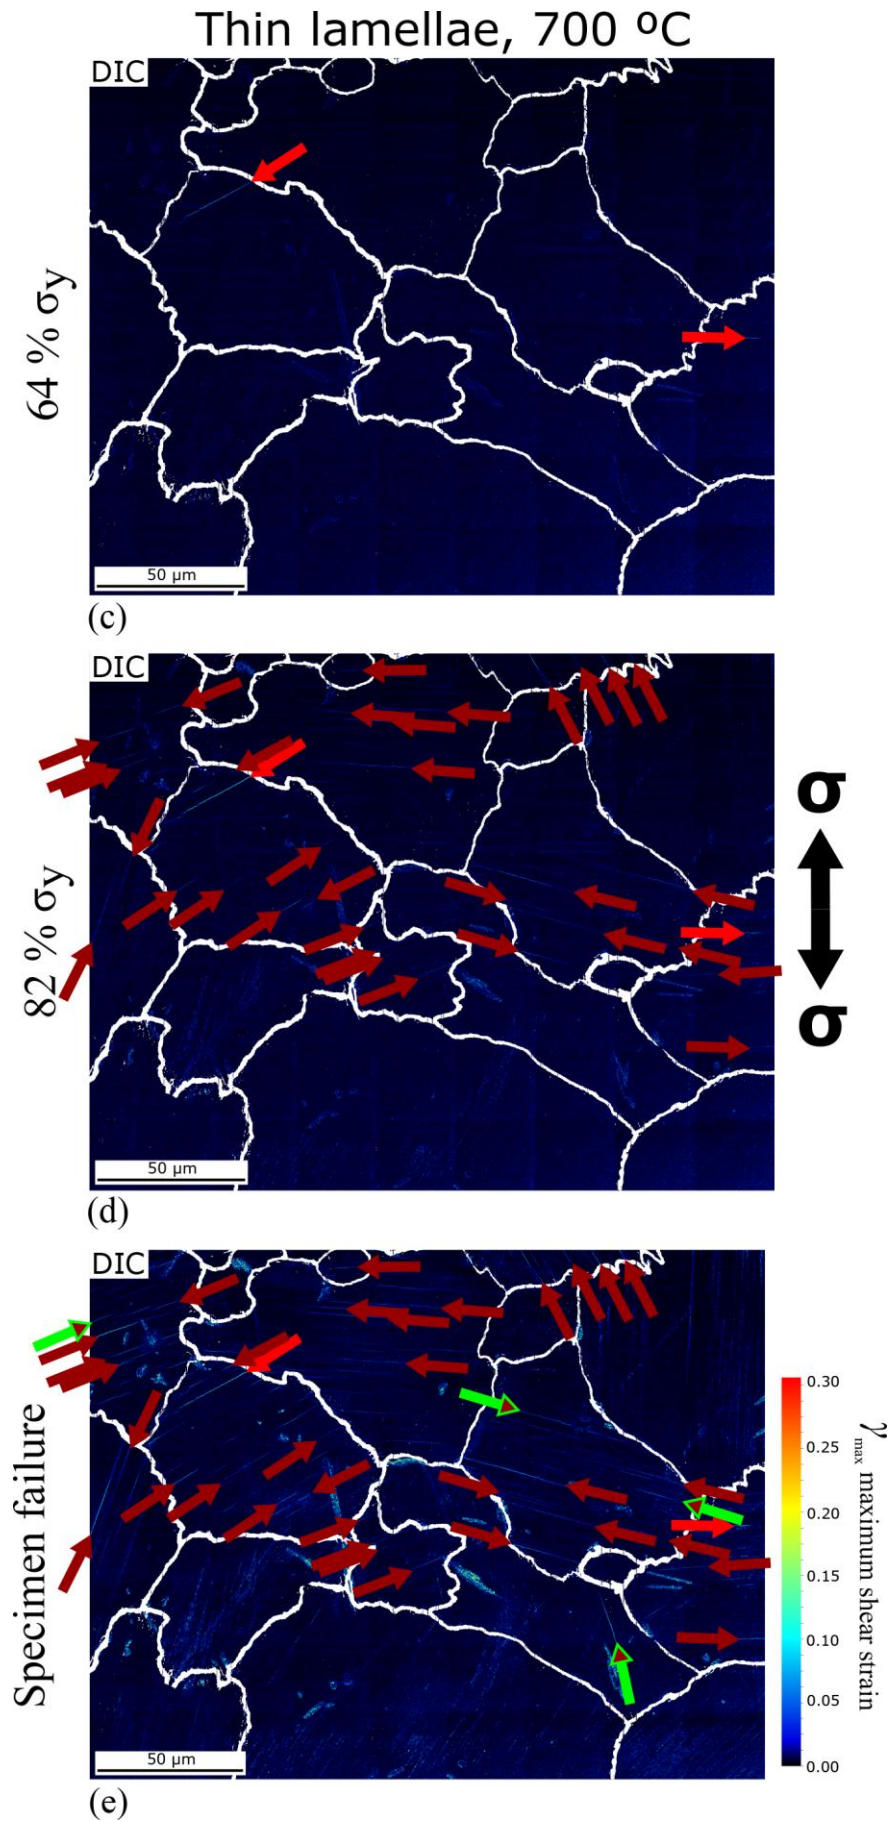 Thin lamellae, 700 ºC
DIC
64 % σy
50 µm
(c)
DIC
82 % σy
σ
σ
50 µm
(d)
DIC
Specimen failure
0.30
0.25
0.20
0.15
0.10
0.05
0.00
γmax maximum shear strain
50 µm
(e)